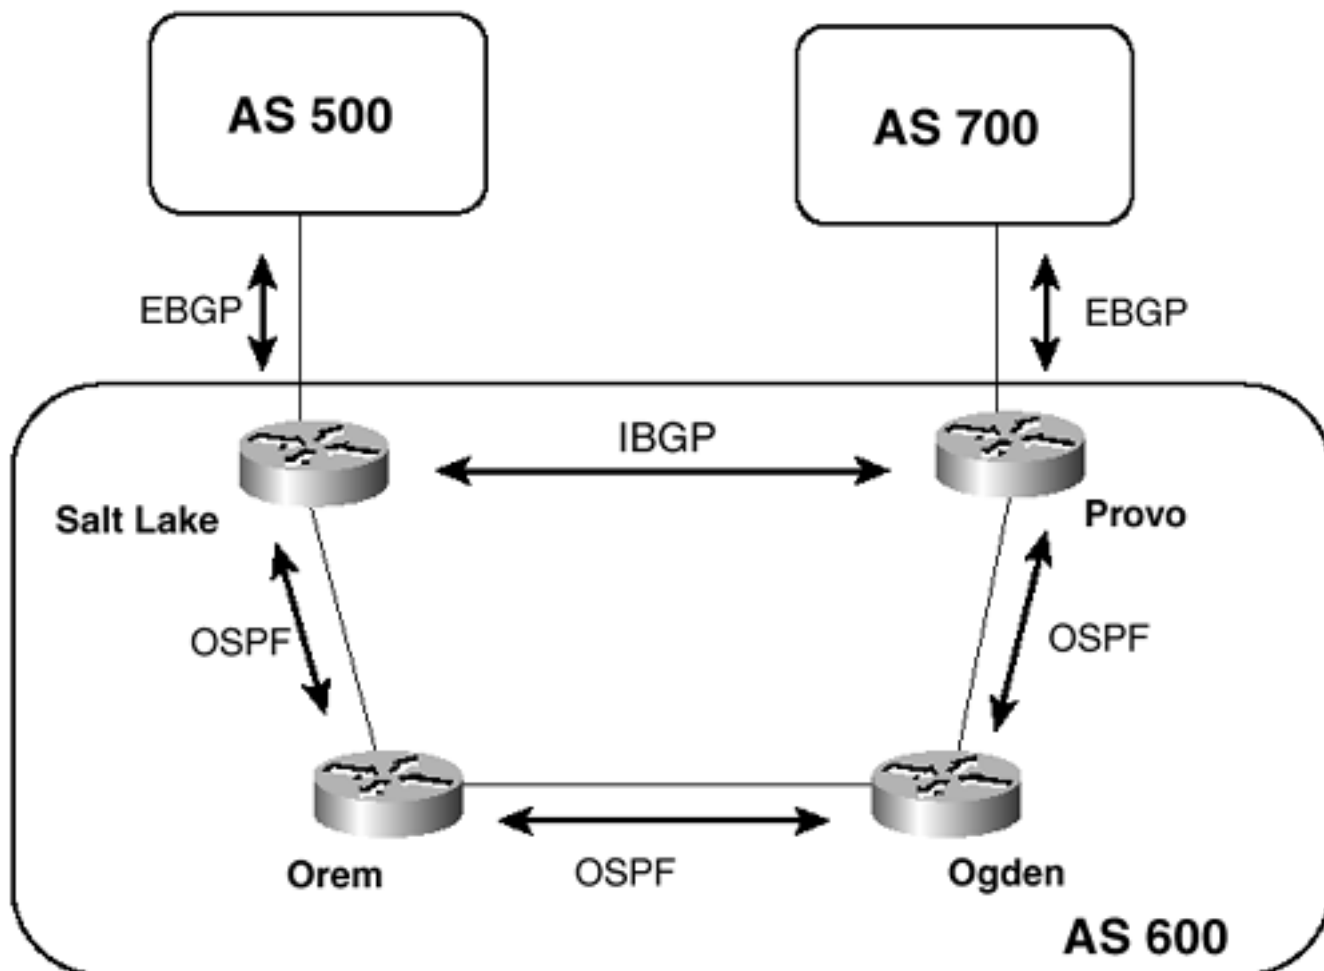 AS 500
AS 700
EBGP
EBGP
IBGP
Salt Lake
Provo
OSPF
OSPF
Orem
OSPF
Ogden
AS 600